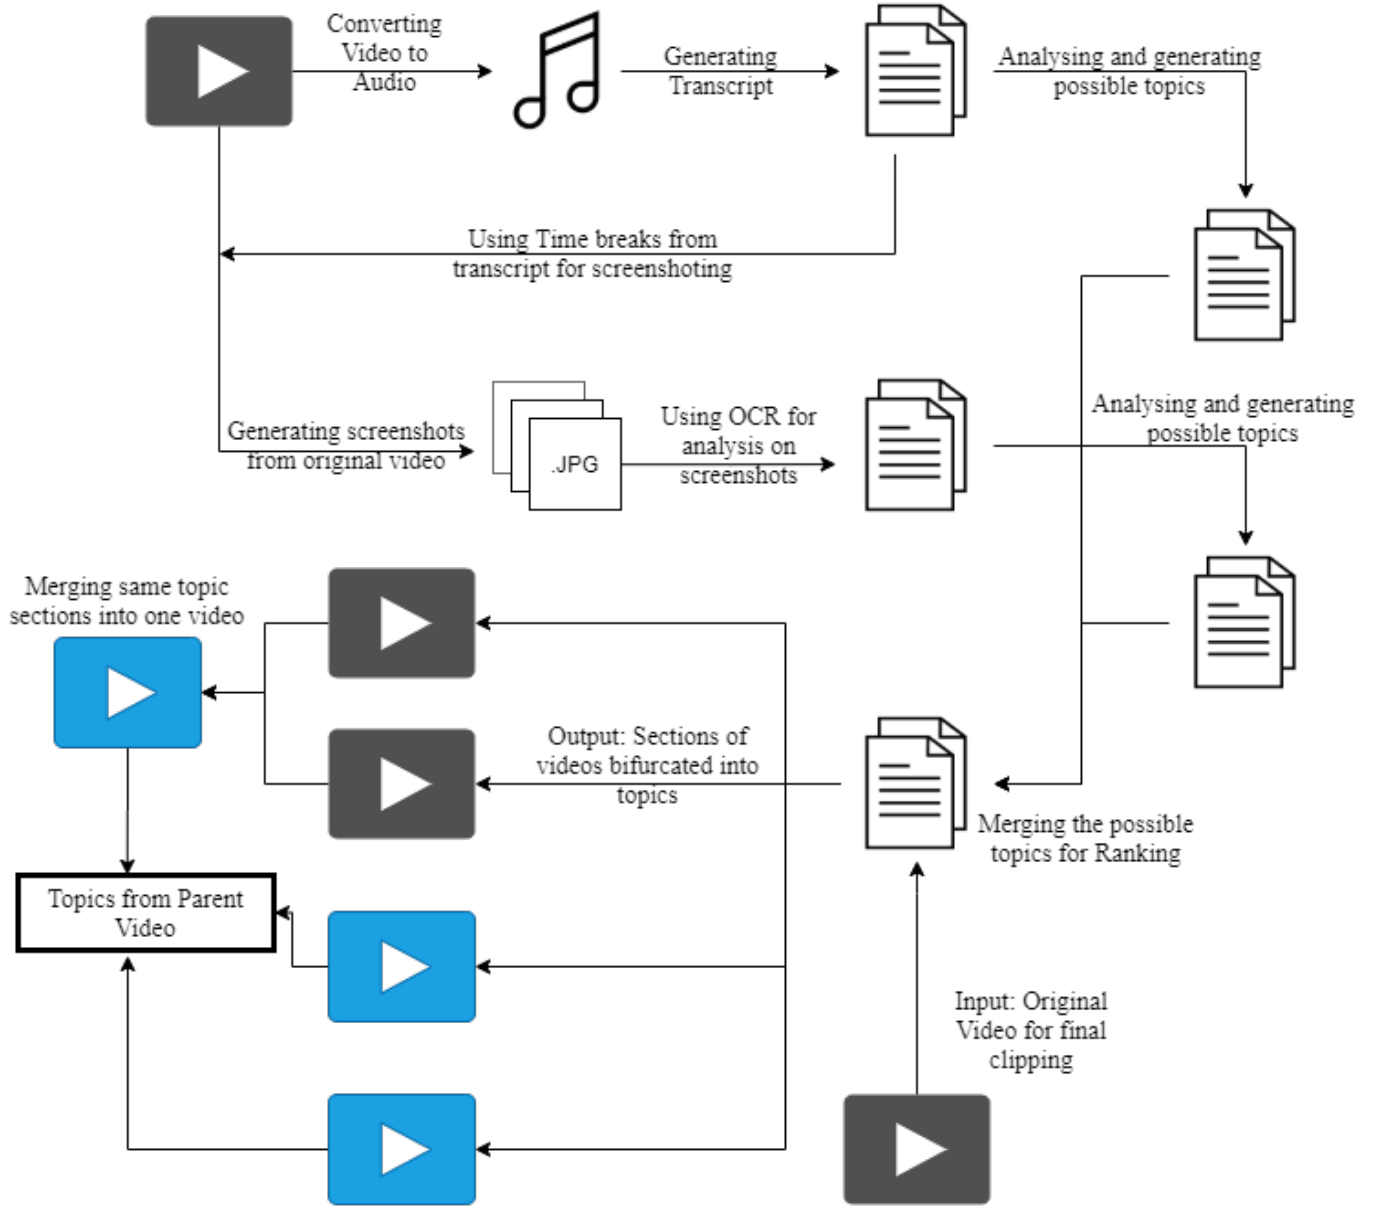 Converting
Video to
Audio
Generating
Transcript
Analysing and generating
possible topics
Using Time breaks from
transcript for screenshoting
Generating screenshots
from original video
.JPG
Using OCR for
analysis on
screenshots
Analysing and generating
possible topics
Merging same topic
sections into one video
Output: Sections of
videos bifurcated into
topics
Merging the possible
topics for Ranking
Topics from Parent
Video
Input: Original
Video for final
clipping